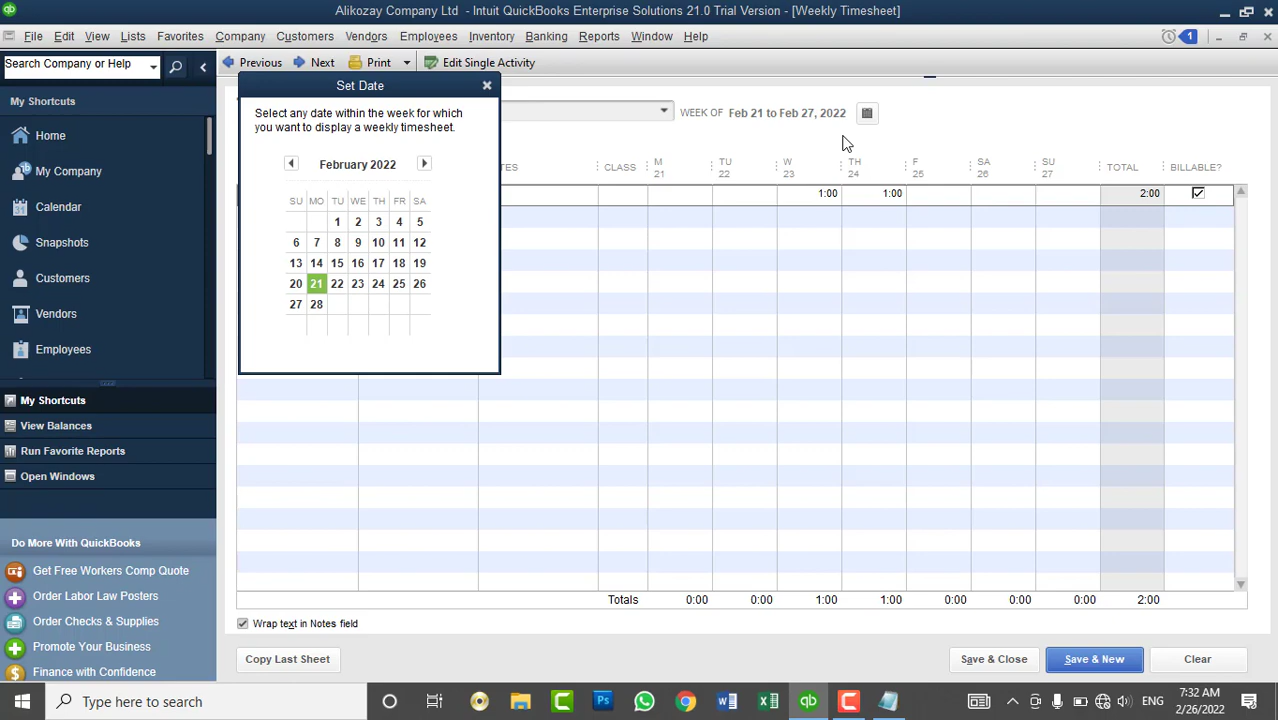 Alikozay Company Ltd - Intuit QuickBooks Enterprise Solutions 21.0 Trial Version - [Weekly Timesheet]
File Edit View Lists Favorites Company Customers Vendors Employees Inventory Banking Reports Window Help 1
Search Company or Help
Previous Next Print Edit Single Activity
My Shortcuts
Home
My Company
Calendar
Snapshots
Customers
Vendors
Employees
My Shortcuts
View Balances
Run Favorite Reports
Open Windows
Do More With QuickBooks
Get Free Workers Comp Quote
Order Labor Law Posters
Order Checks & Supplies
Promote Your Business
Finance with Confidence
Set Date
Select any date within the week for which
you want to display a weekly timesheet.
February 2022
SU MO TU WE TH FR SA
1 2 3 4 5
6 7 8 9 10 11 12
13 14 15 16 17 18 19
20 21 22 23 24 25 26
27 28
WEEK OF Feb 21 to Feb 27, 2022
CLASS M TU W TH F SA SU TOTAL BILLABLE?
21 22 23 24 25 26 27
1:00 1:00 2:00
Totals 0:00 0:00 1:00 1:00 0:00 0:00 0:00 2:00
Wrap text in Notes field
Copy Last Sheet Save & Close Save & New Clear
Type here to search
ENG
7:32 AM
2/26/2022